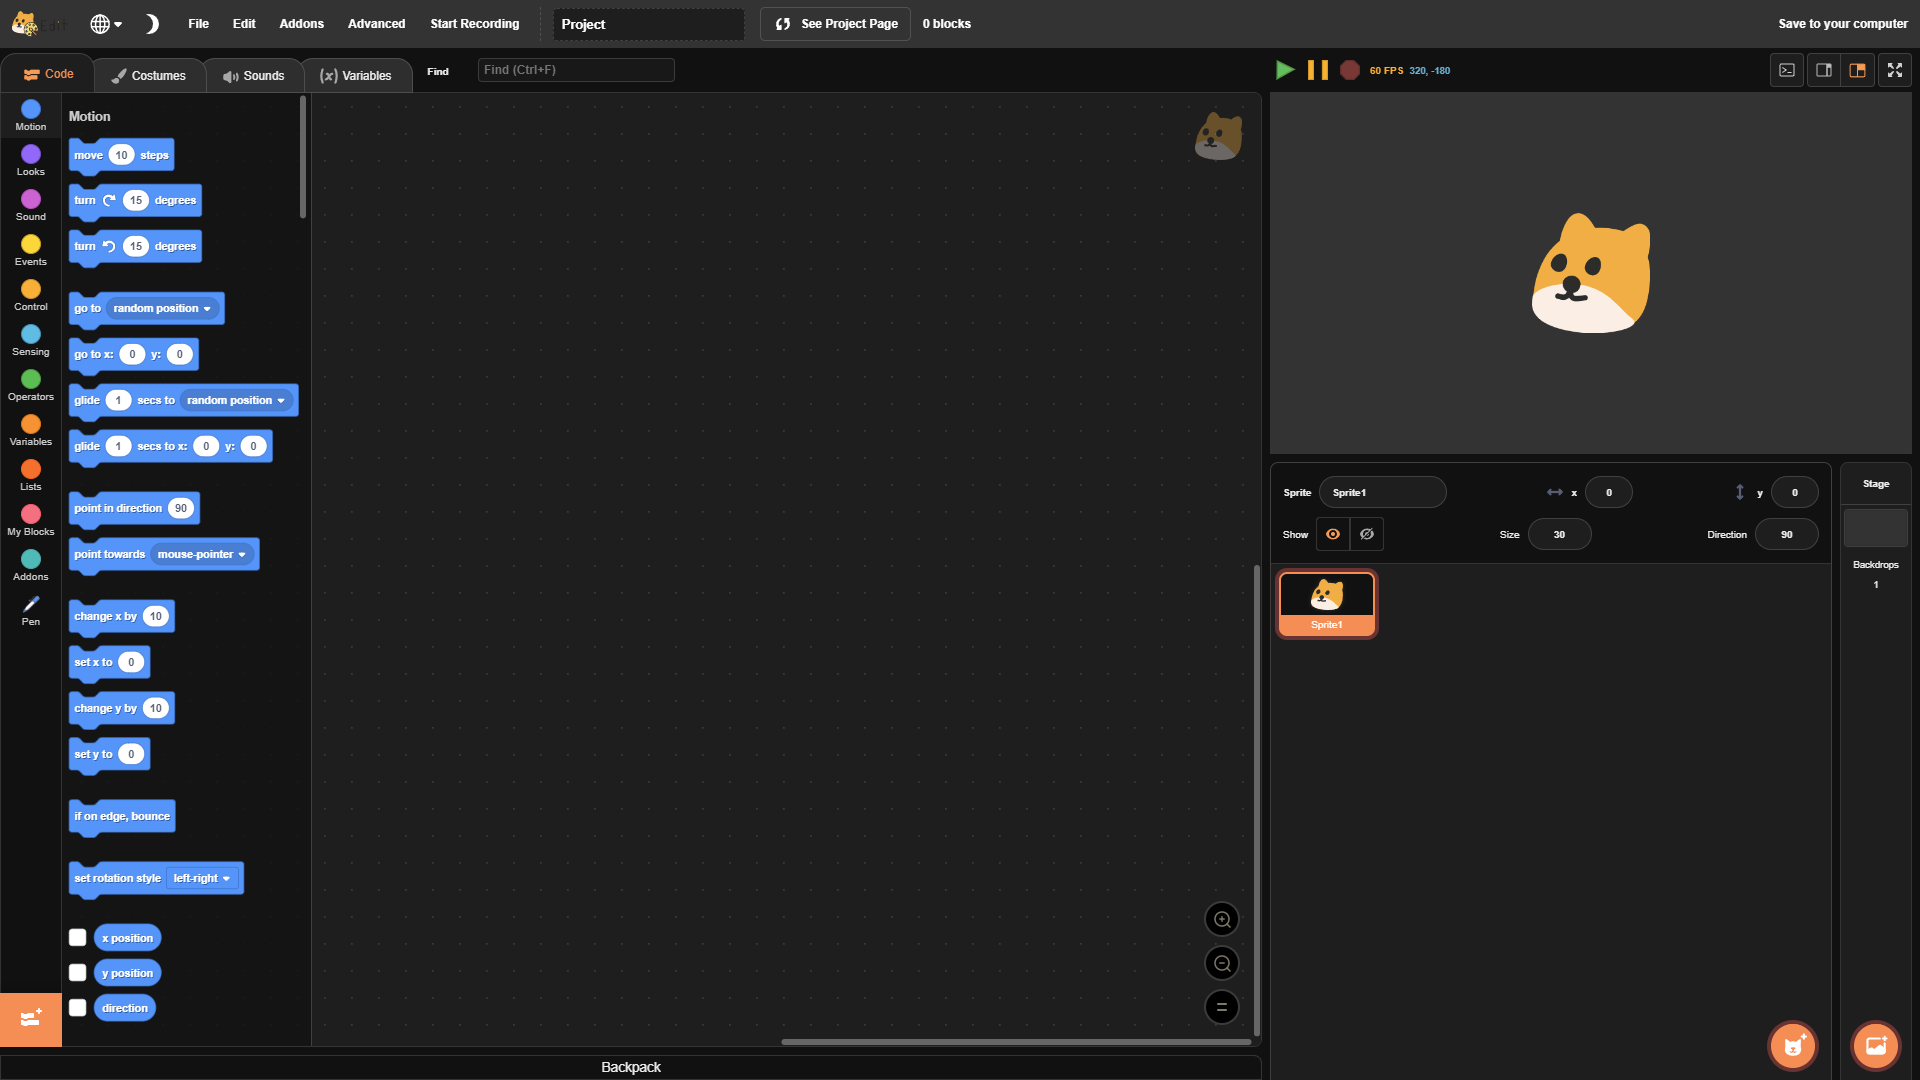 File Edit Addons Advanced Start Recording Project See Project Page 0 blocks Save to your computer
Code Costumes Sounds Variables Find Find (Ctrl+F) 60 FPS 320, -180
Motion
Looks
Sound
Events
Control
Sensing
Operators
Variables
Lists
My Blocks
Addons
Pen
Motion
move 10 steps
turn 15 degrees
turn 15 degrees
go to random position
go to x: 0 y: 0
glide 1 secs to random position
glide 1 secs to x: 0 y: 0
point in direction 90
point towards mouse-pointer
change x by 10
set x to 0
change y by 10
set y to 0
if on edge, bounce
set rotation style left-right
x position
y position
direction
Backpack
Sprite Sprite1 x 0 y 0
Show Size 30 Direction 90
Sprite1
Stage
Backdrops
1